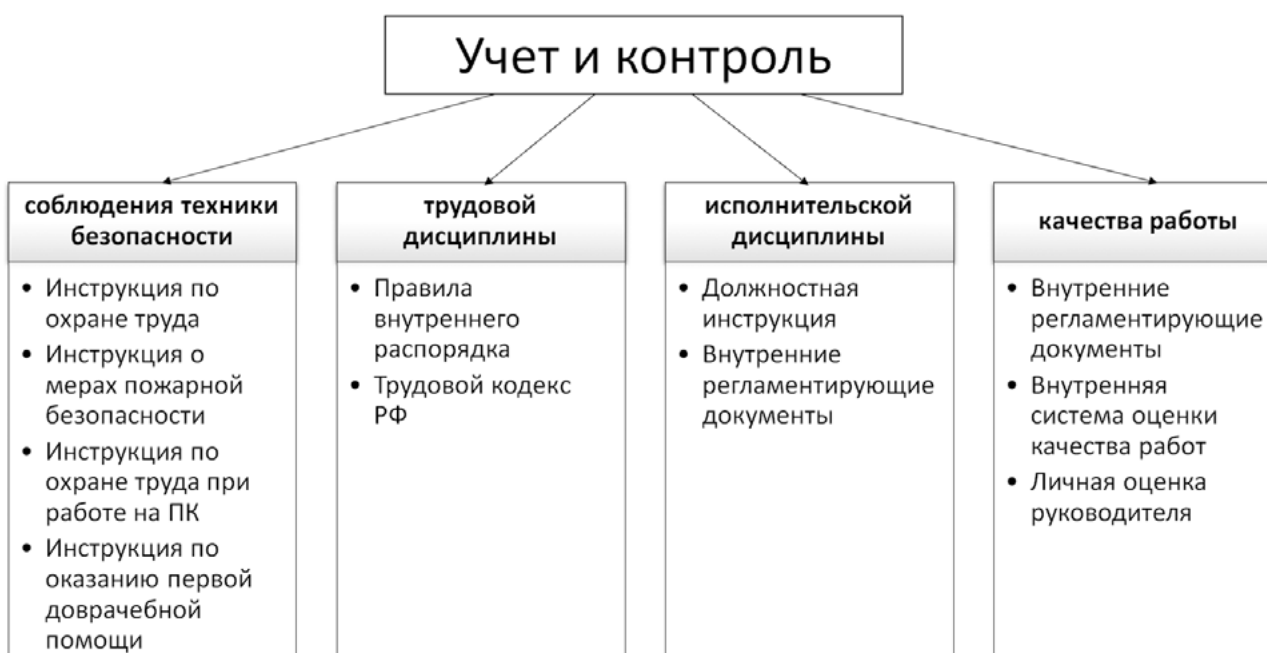 Учет и контроль
соблюдения техники
безопасности
• Инструкция по
охране труда
• Инструкция о
мерах пожарной
безопасности
• Инструкция по
охране труда при
работе на ПК
• Инструкция по
оказанию первой
доврачебной
помощи
трудовой
дисциплины
• Правила
внутреннего
распорядка
• Трудовой кодекс
РФ
исполнительской
дисциплины
• Должностная
инструкция
• Внутренние
регламентирующие
документы
качества работы
• Внутренние
регламентирующие
документы
• Внутренняя
система оценки
качества работ
• Личная оценка
руководителя